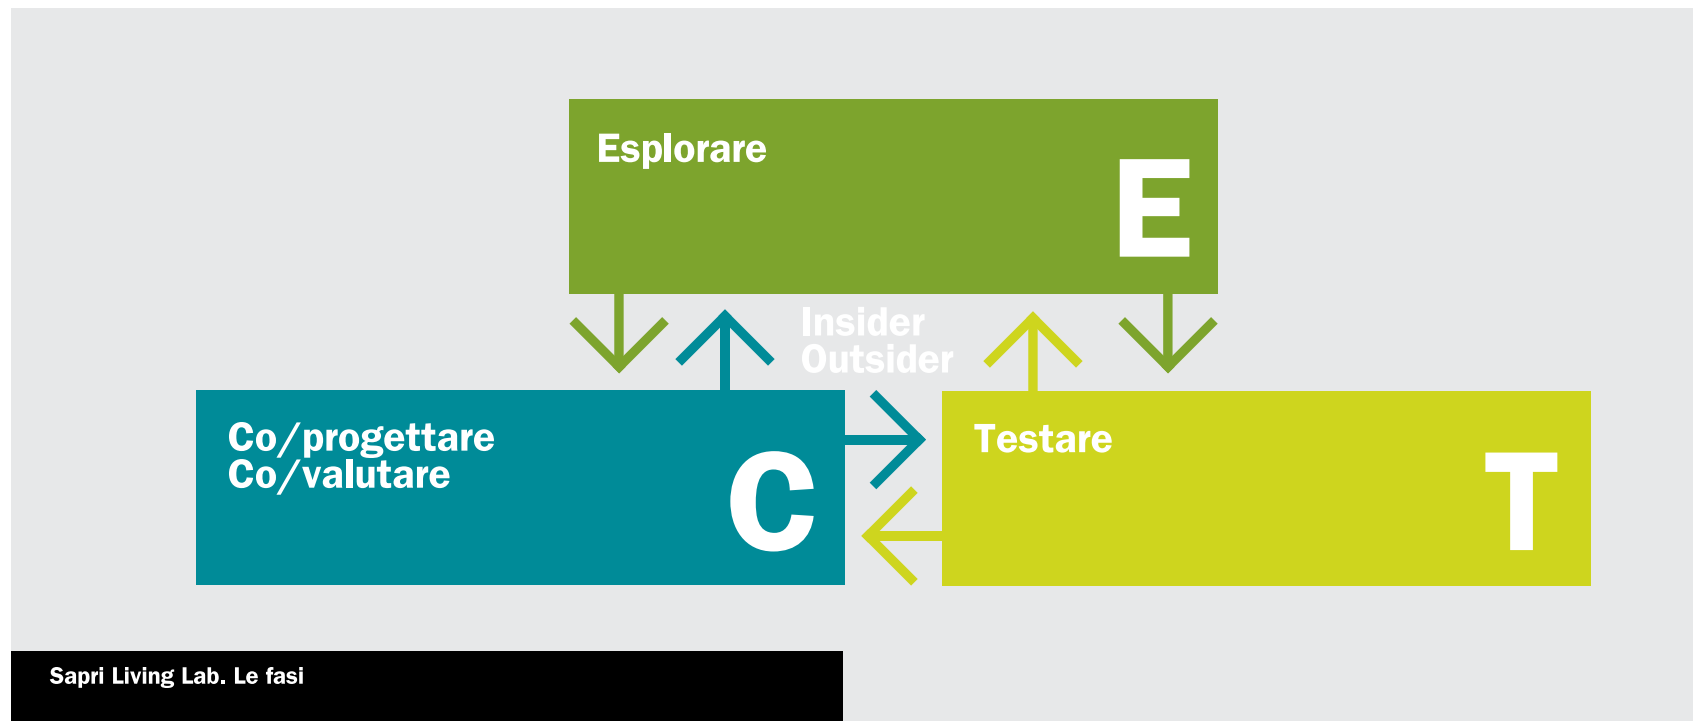 Esplorare
E
Insider
Outsider
Co/progettare
Co/valutare
C
Testare
T
Sapri Living Lab. Le fasi